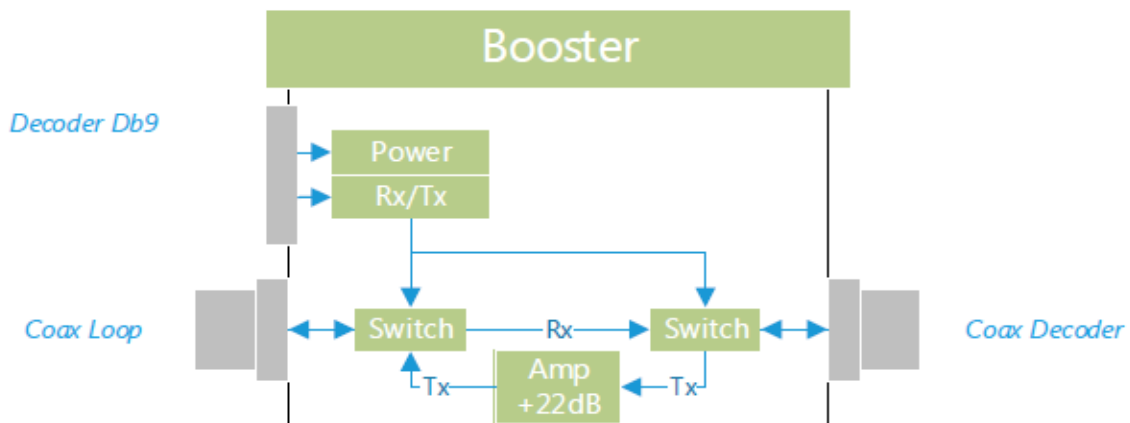 Booster
Decoder Db9
Power
Rx/Tx
Coax Loop
Switch
Rx
Switch
Coax Decoder
Tx
Amp
+22dB
Tx